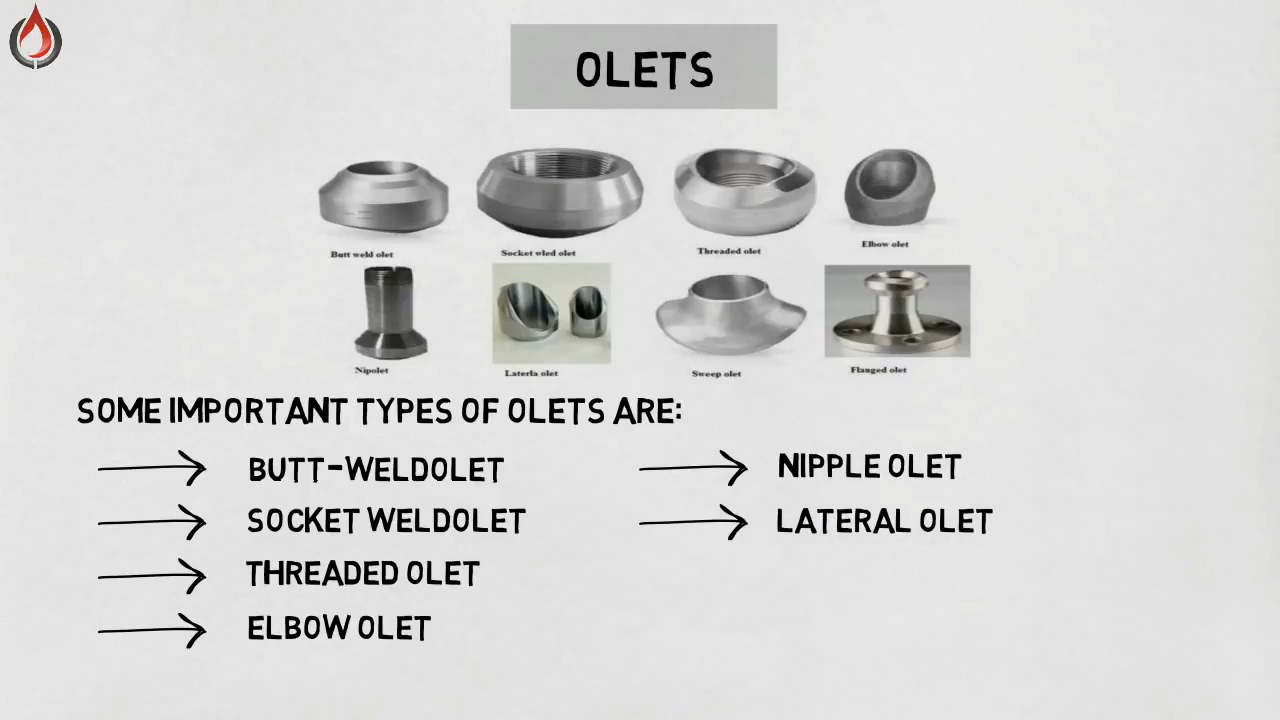 OLETS
Butt weld olet
Socket wled olet
Threaded olet
Elbow olet
Nipolet
Laterla olet
Sweep olet
Flanged olet
SOME IMPORTANT TYPES OF OLETS ARE:
BUTT-WELDOLET
SOCKET WELDOLET
THREADED OLET
ELBOW OLET
NIPPLE OLET
LATERAL OLET